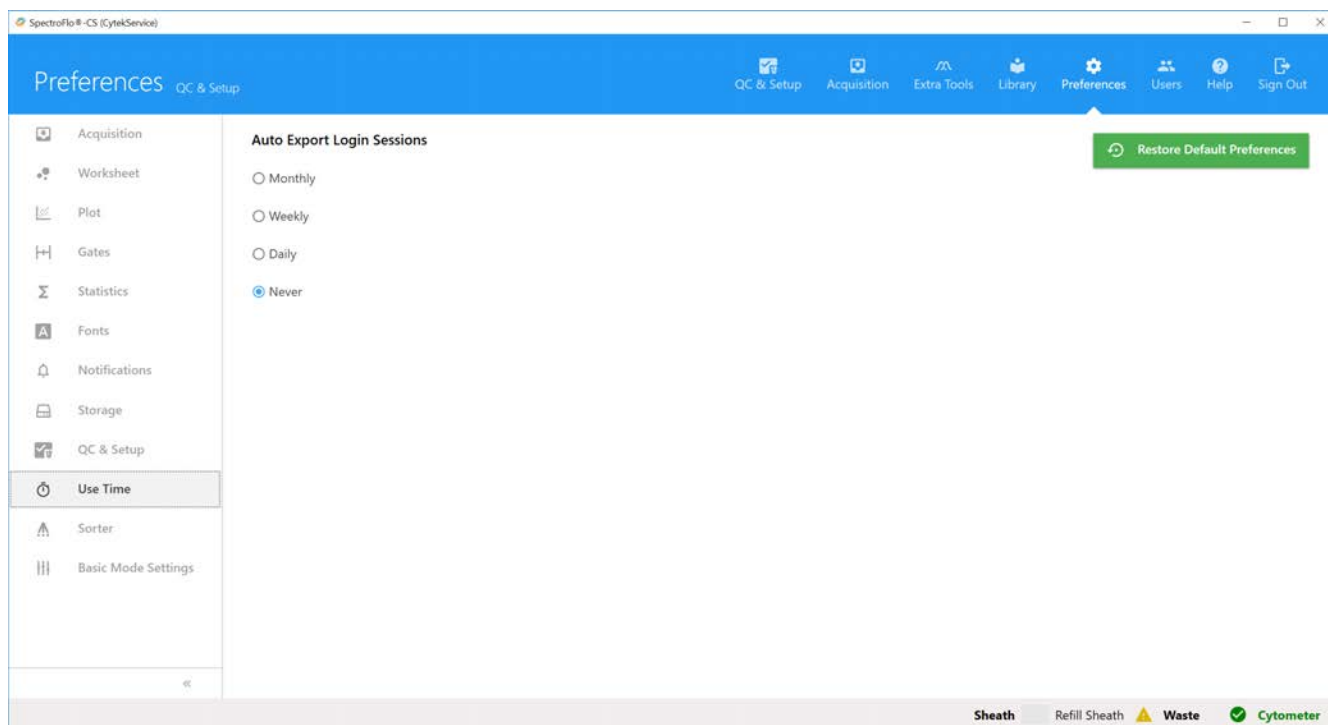 SpectroFlo®-CS (CytekService)
Preferences QC & Setup
QC & Setup
Acquisition
Extra Tools
Library
Preferences
Users
Help
Sign Out
Acquisition
Worksheet
Plot
Gates
Statistics
Fonts
Notifications
Storage
QC & Setup
Use Time
Sorter
Basic Mode Settings
Auto Export Login Sessions
Monthly
Weekly
Daily
Never
Restore Default Preferences
Sheath Refill Sheath Waste Cytometer